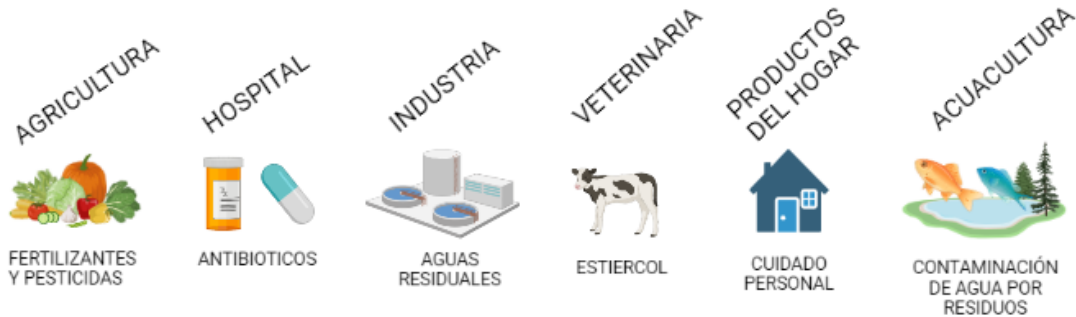 AGRICULTURA
HOSPITAL
INDUSTRIA
VETERINARIA
PRODUCTOS
DEL HOGAR
ACUACULTURA
FERTILIZANTES
Y PESTICIDAS
ANTIBIOTICOS
AGUAS
RESIDUALES
ESTIERCOL
CUIDADO
PERSONAL
CONTAMINACIÓN
DE AGUA POR
RESIDUOS